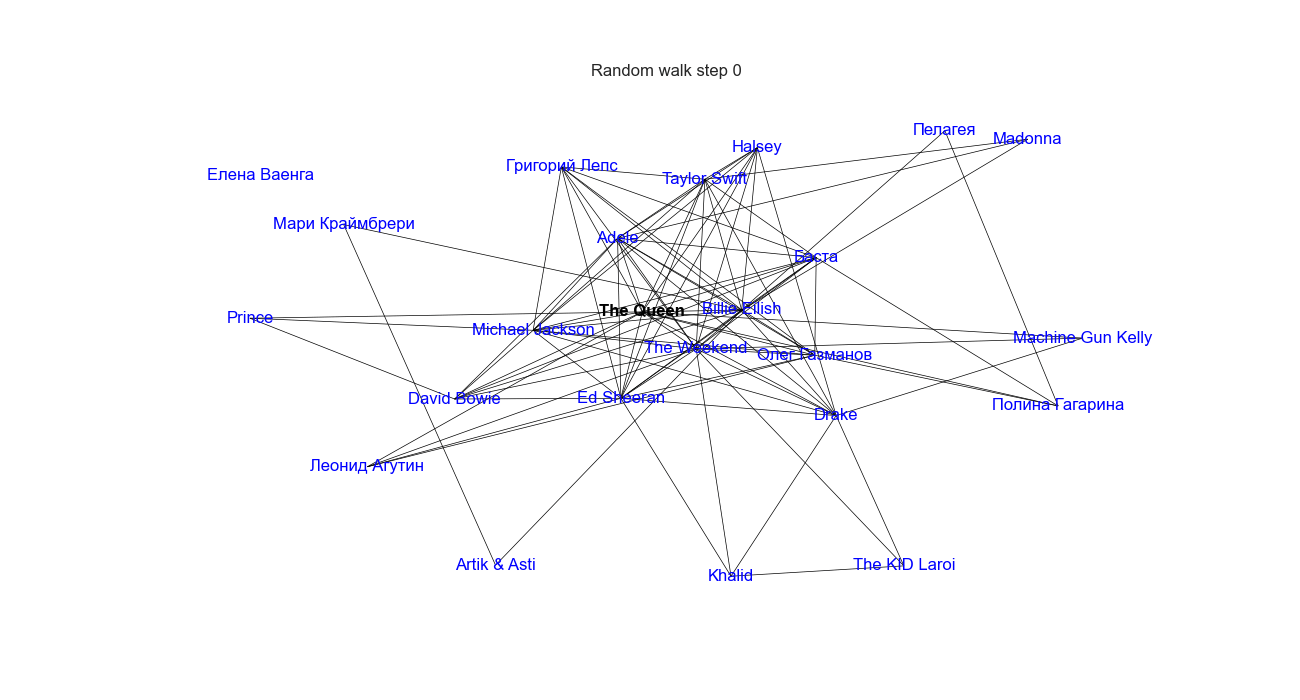 Random walk step 0
Пелагея
Madonna
Halsey
Григорий Лепс
Елена Ваенга
Taylor Swift
Мари Краймбрери
Adele
Баста
The Queen
Billie Eilish
Prince
Michael Jackson
Machine Gun Kelly
The Weekend
Олег Газманов
David Bowie
Ed Sheeran
Полина Гагарина
Drake
Леонид Агутин
Artik & Asti
The KID Laroi
Khalid